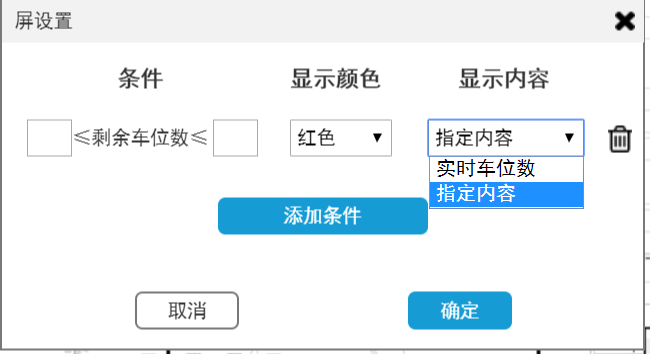 屏设置
条件 显示颜色 显示内容
≤剩余车位数≤ 红色 指定内容
实时车位数
指定内容
添加条件
取消 确定